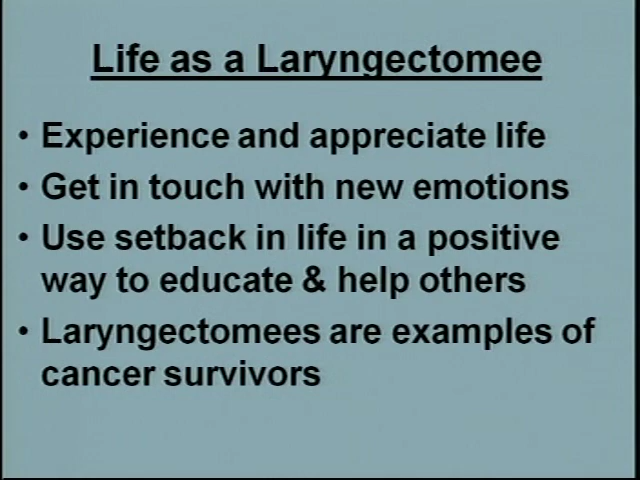 Life as a Laryngectomee
• Experience and appreciate life
• Get in touch with new emotions
• Use setback in life in a positive
way to educate & help others
• Laryngectomees are examples of
cancer survivors